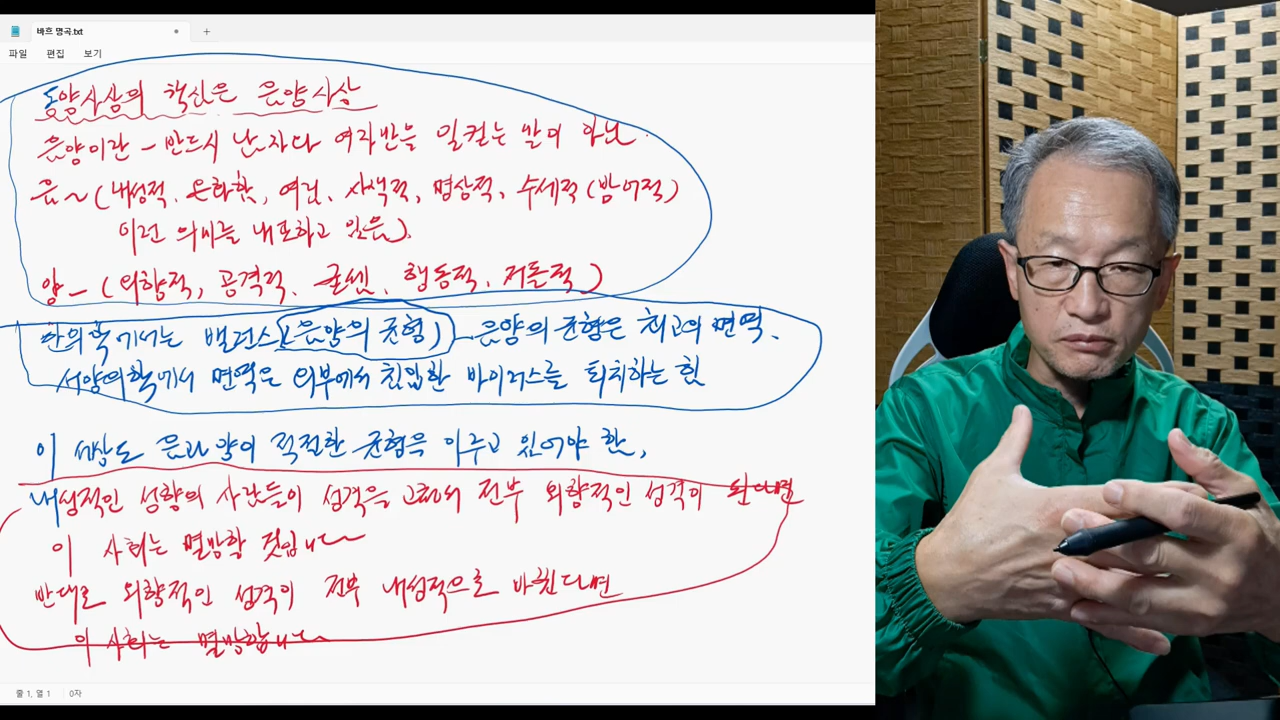 바흐 명곡.txt
파일 편집 보기
동양사상의 핵심은 음양사상
음양이란 - 반드시 남자다 여자만을 일컫는 말이 아님.
음 ~ (내성적, 온화함, 여림, 사색적, 명상적, 수세적 (방어적)
이런 의미를 내포하고 있음).
양 - (외향적, 공격적, 굳셈, 행동적, 저돌적)
한의학에서는 밸런스(음양의 균형) 음양의 균형은 최고의 면역.
서양의학에서 면역은 외부에서 침입한 바이러스를 퇴치하는 힘
이 세상도 음과 양이 적절한 균형을 이루고 있어야 함,
내성적인 성향의 사람들이 성격을 고쳐서 전부 외향적인 성격이 된다면
이 사회는 멸망할 것입니다
반대로 외향적인 성격이 전부 내성적으로 바뀐다면
이 사회는 멸망합니다
줄 1, 열 1 0자